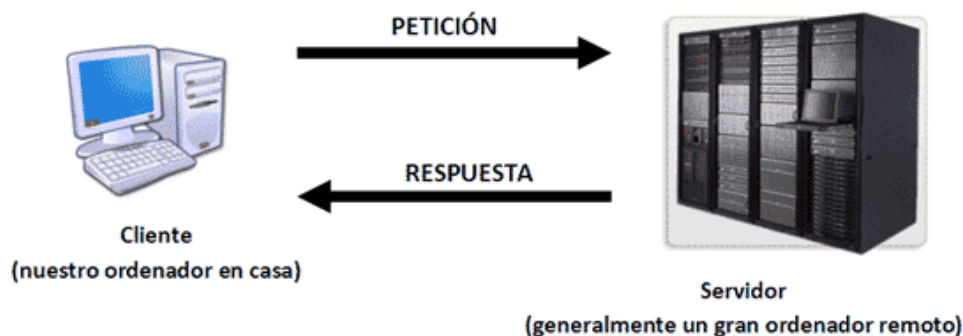 PETICIÓN
RESPUESTA
Cliente
(nuestro ordenador en casa)
Servidor
(generalmente un gran ordenador remoto)